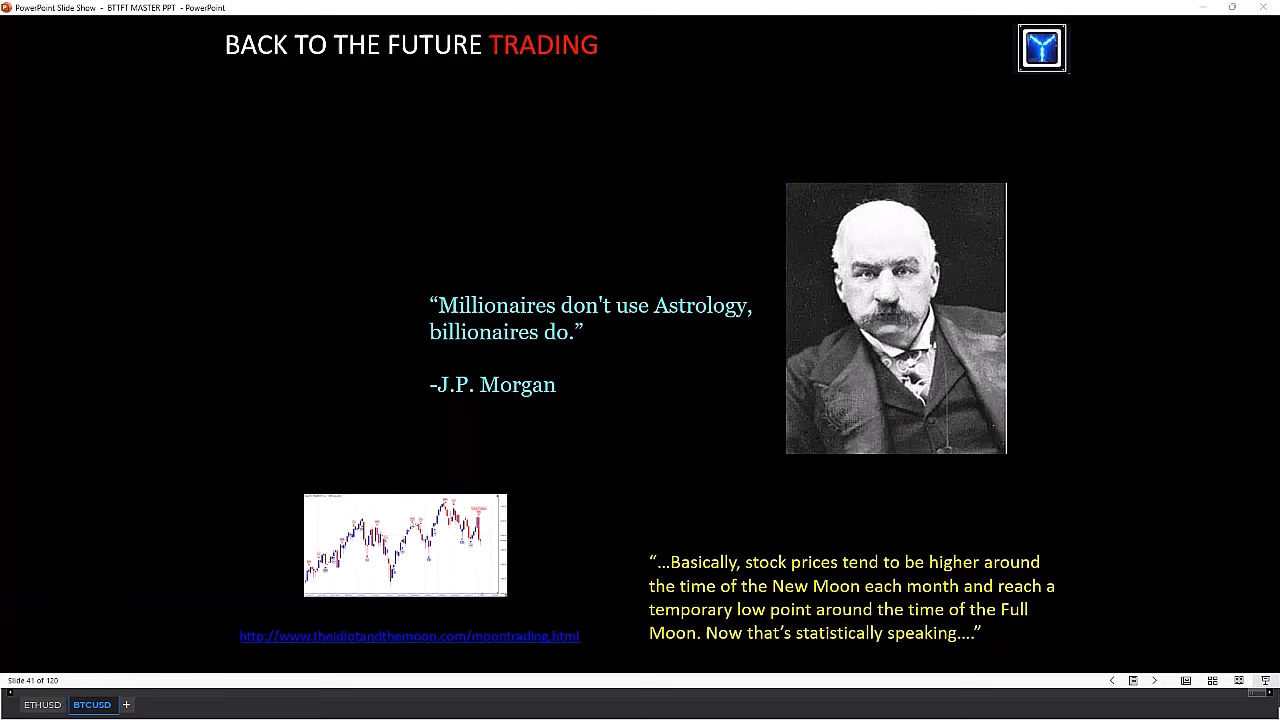 PowerPoint Slide Show - BTTFT MASTER PPT - PowerPoint
BACK TO THE FUTURE TRADING
“Millionaires don't use Astrology,
billionaires do.”
-J.P. Morgan
“...Basically, stock prices tend to be higher around
the time of the New Moon each month and reach a
temporary low point around the time of the Full
Moon. Now that’s statistically speaking....”
http://www.theidiotandthemoon.com/moontrading.html
Slide 41 of 120
ETHUSD BTCUSD +